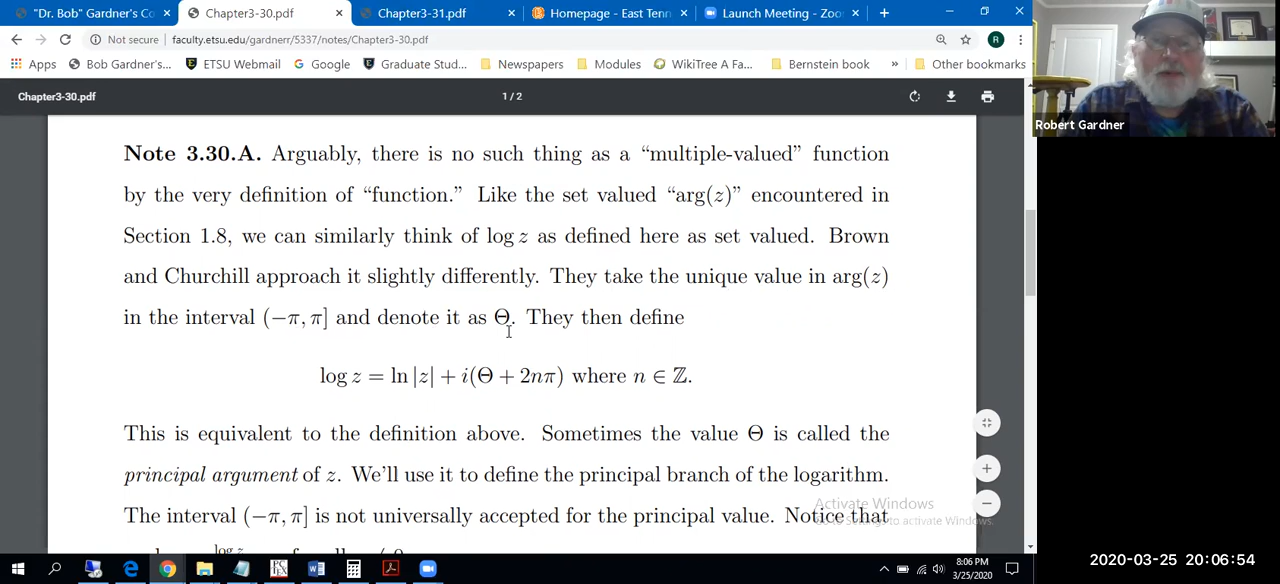 "Dr. Bob" Gardner's Co
Chapter3-30.pdf
Chapter3-31.pdf
Homepage - East Tenn
Launch Meeting - Zoo
Not secure | faculty.etsu.edu/gardnerr/5337/notes/Chapter3-30.pdf
R
Apps Bob Gardner's... ETSU Webmail Google Graduate Stud... Newspapers Modules WikiTree A Fa... Bernstein book » Other bookmarks
Chapter3-30.pdf 1 / 2
Robert Gardner
Note 3.30.A. Arguably, there is no such thing as a “multiple-valued” function
by the very definition of “function.” Like the set valued “arg(z)” encountered in
Section 1.8, we can similarly think of log z as defined here as set valued. Brown
and Churchill approach it slightly differently. They take the unique value in arg(z)
in the interval (−π, π] and denote it as Θ. They then define
log z = ln |z| + i(Θ + 2nπ) where n ∈ ℤ.
This is equivalent to the definition above. Sometimes the value Θ is called the
principal argument of z. We'll use it to define the principal branch of the logarithm.
The interval (−π, π] is not universally accepted for the principal value. Notice that
Activate Windows
Go to Settings to activate Windows.
8:06 PM
3/25/2020
2020-03-25 20:06:54